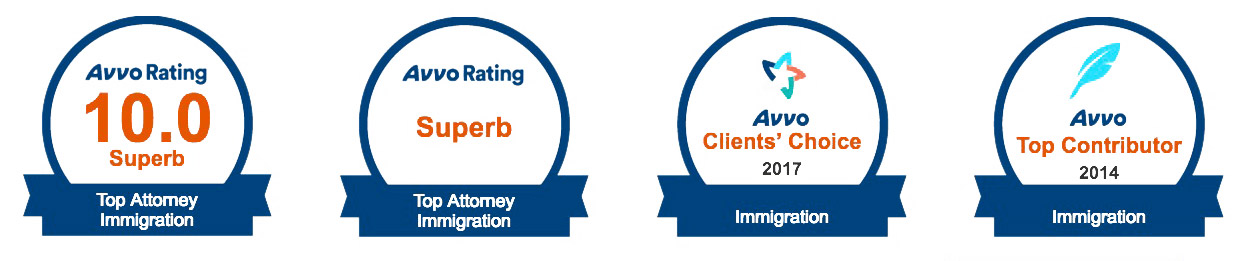 Avvo Rating
10.0
Superb
Top Attorney
Immigration
Avvo Rating
Superb
Top Attorney
Immigration
Avvo
Clients’ Choice
2017
Immigration
Avvo
Top Contributor
2014
Immigration